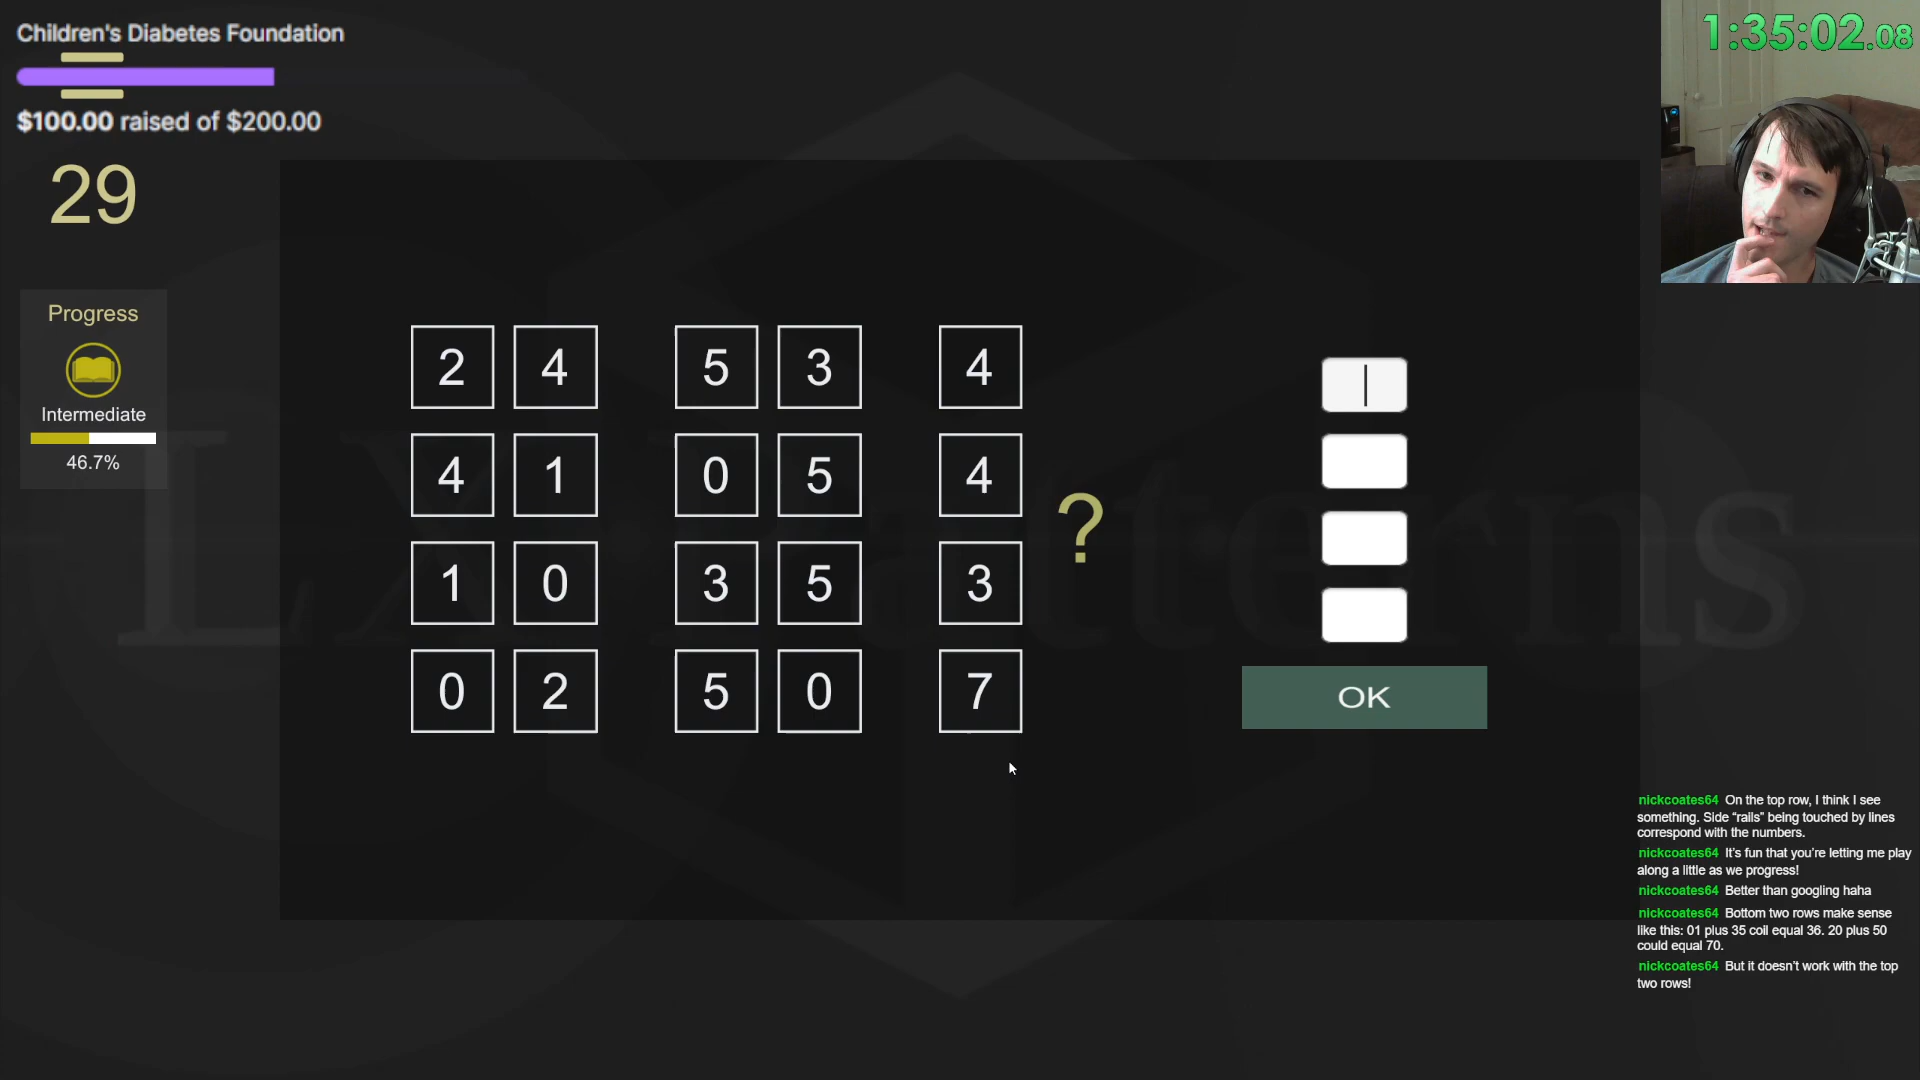 Children's Diabetes Foundation
$100.00 raised of $200.00
1:35:02.08
29
Progress
Intermediate
46.7%
2 4 5 3 4
4 1 0 5 4
?
1 0 3 5 3
0 2 5 0 7
OK
LX Patterns
nickcoates64 On the top row, I think I see
something. Side “rails” being touched by lines
correspond with the numbers.
nickcoates64 It’s fun that you’re letting me play
along a little as we progress!
nickcoates64 Better than googling haha
nickcoates64 Bottom two rows make sense
like this: 01 plus 35 coil equal 36. 20 plus 50
could equal 70.
nickcoates64 But it doesn’t work with the top
two rows!